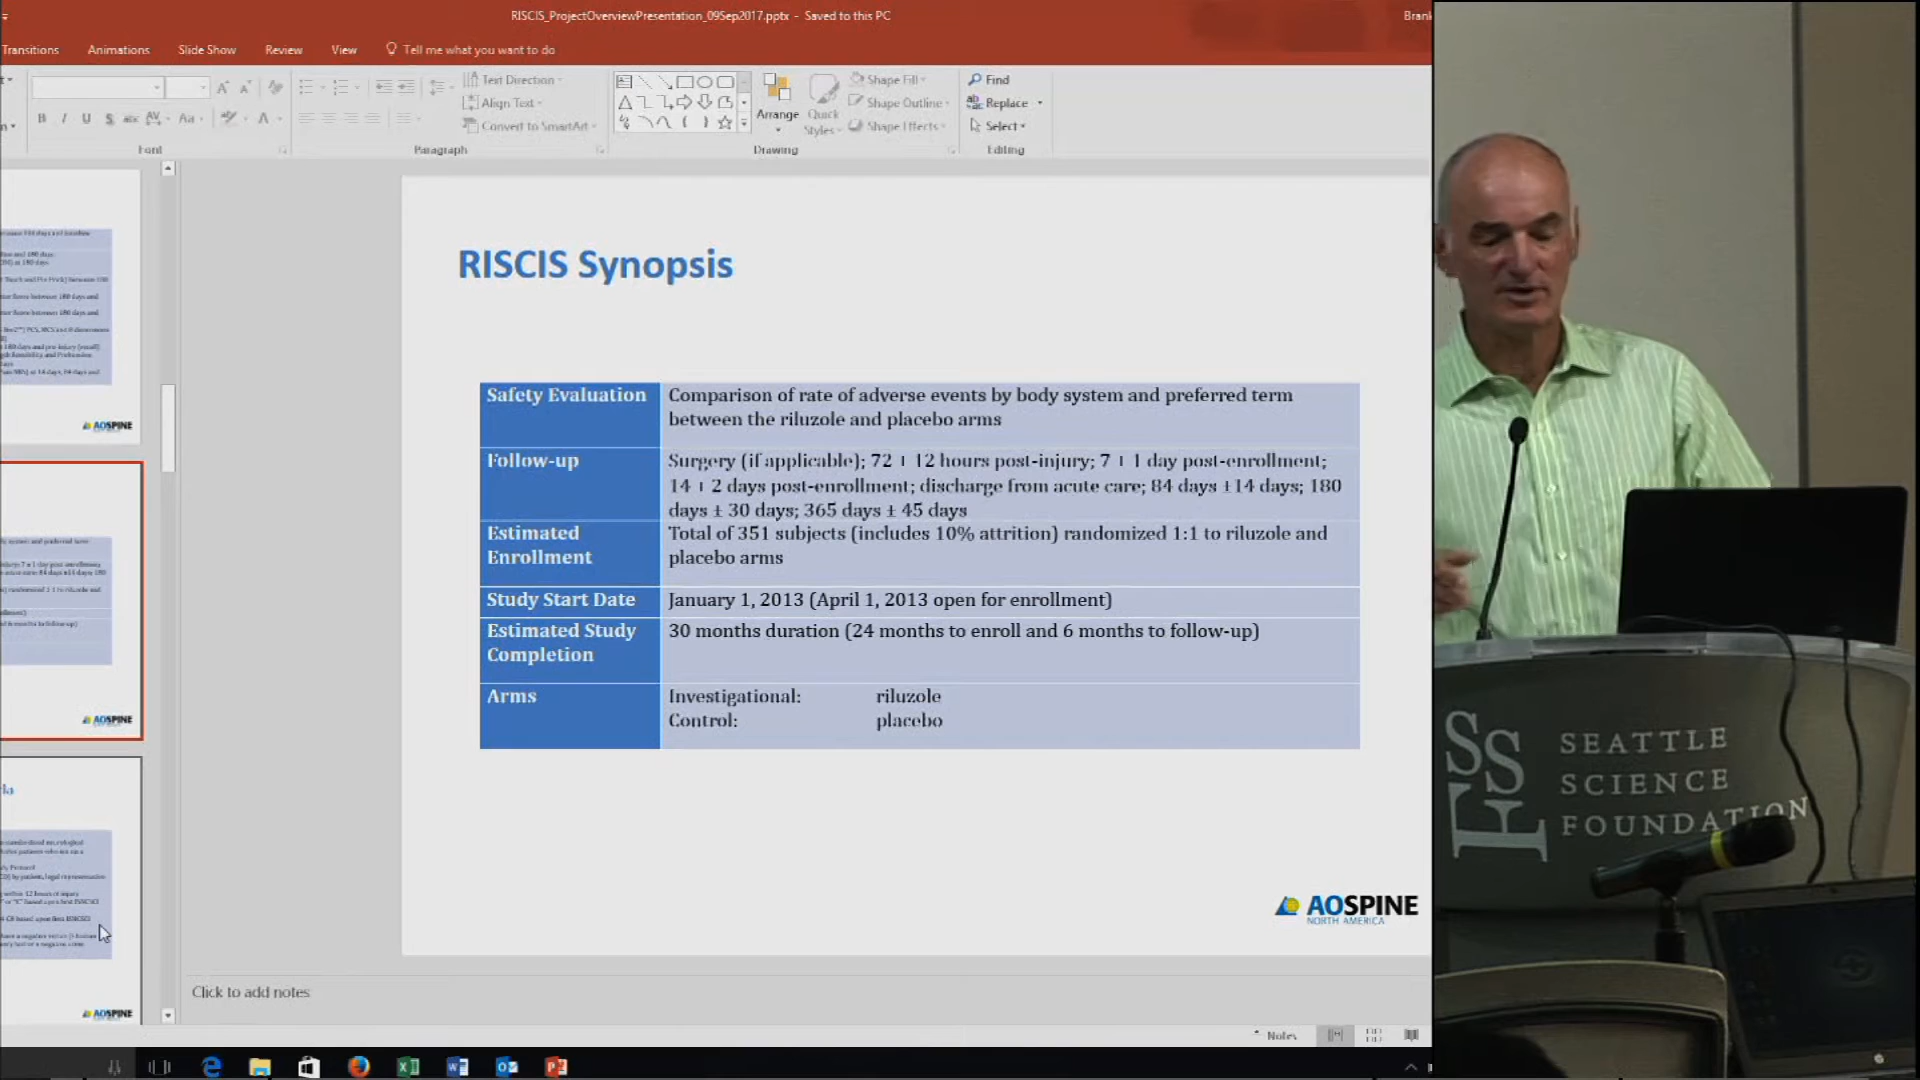 RISCIS_ProjectOverviewPresentation_09Sep2017.pptx - Saved to this PC
Transitions Animations Slide Show Review View Tell me what you want to do
Text Direction
Align Text
Convert to SmartArt
Arrange
Quick Styles
Shape Fill
Shape Outline
Shape Effects
Find
Replace
Select
Font Paragraph Drawing Editing
RISCIS Synopsis
Safety Evaluation
Comparison of rate of adverse events by body system and preferred term
between the riluzole and placebo arms
Follow-up
Surgery (if applicable); 72 ± 12 hours post-injury; 7 ± 1 day post-enrollment;
14 ± 2 days post-enrollment; discharge from acute care; 84 days ±14 days; 180
days ± 30 days; 365 days ± 45 days
Estimated
Enrollment
Total of 351 subjects (includes 10% attrition) randomized 1:1 to riluzole and
placebo arms
Study Start Date
January 1, 2013 (April 1, 2013 open for enrollment)
Estimated Study
Completion
30 months duration (24 months to enroll and 6 months to follow-up)
Arms
Investigational: riluzole
Control: placebo
AOSPINE
NORTH AMERICA
Click to add notes
Notes
AOSPINE
AOSPINE
AOSPINE
SSF
SEATTLE
SCIENCE
FOUNDATION